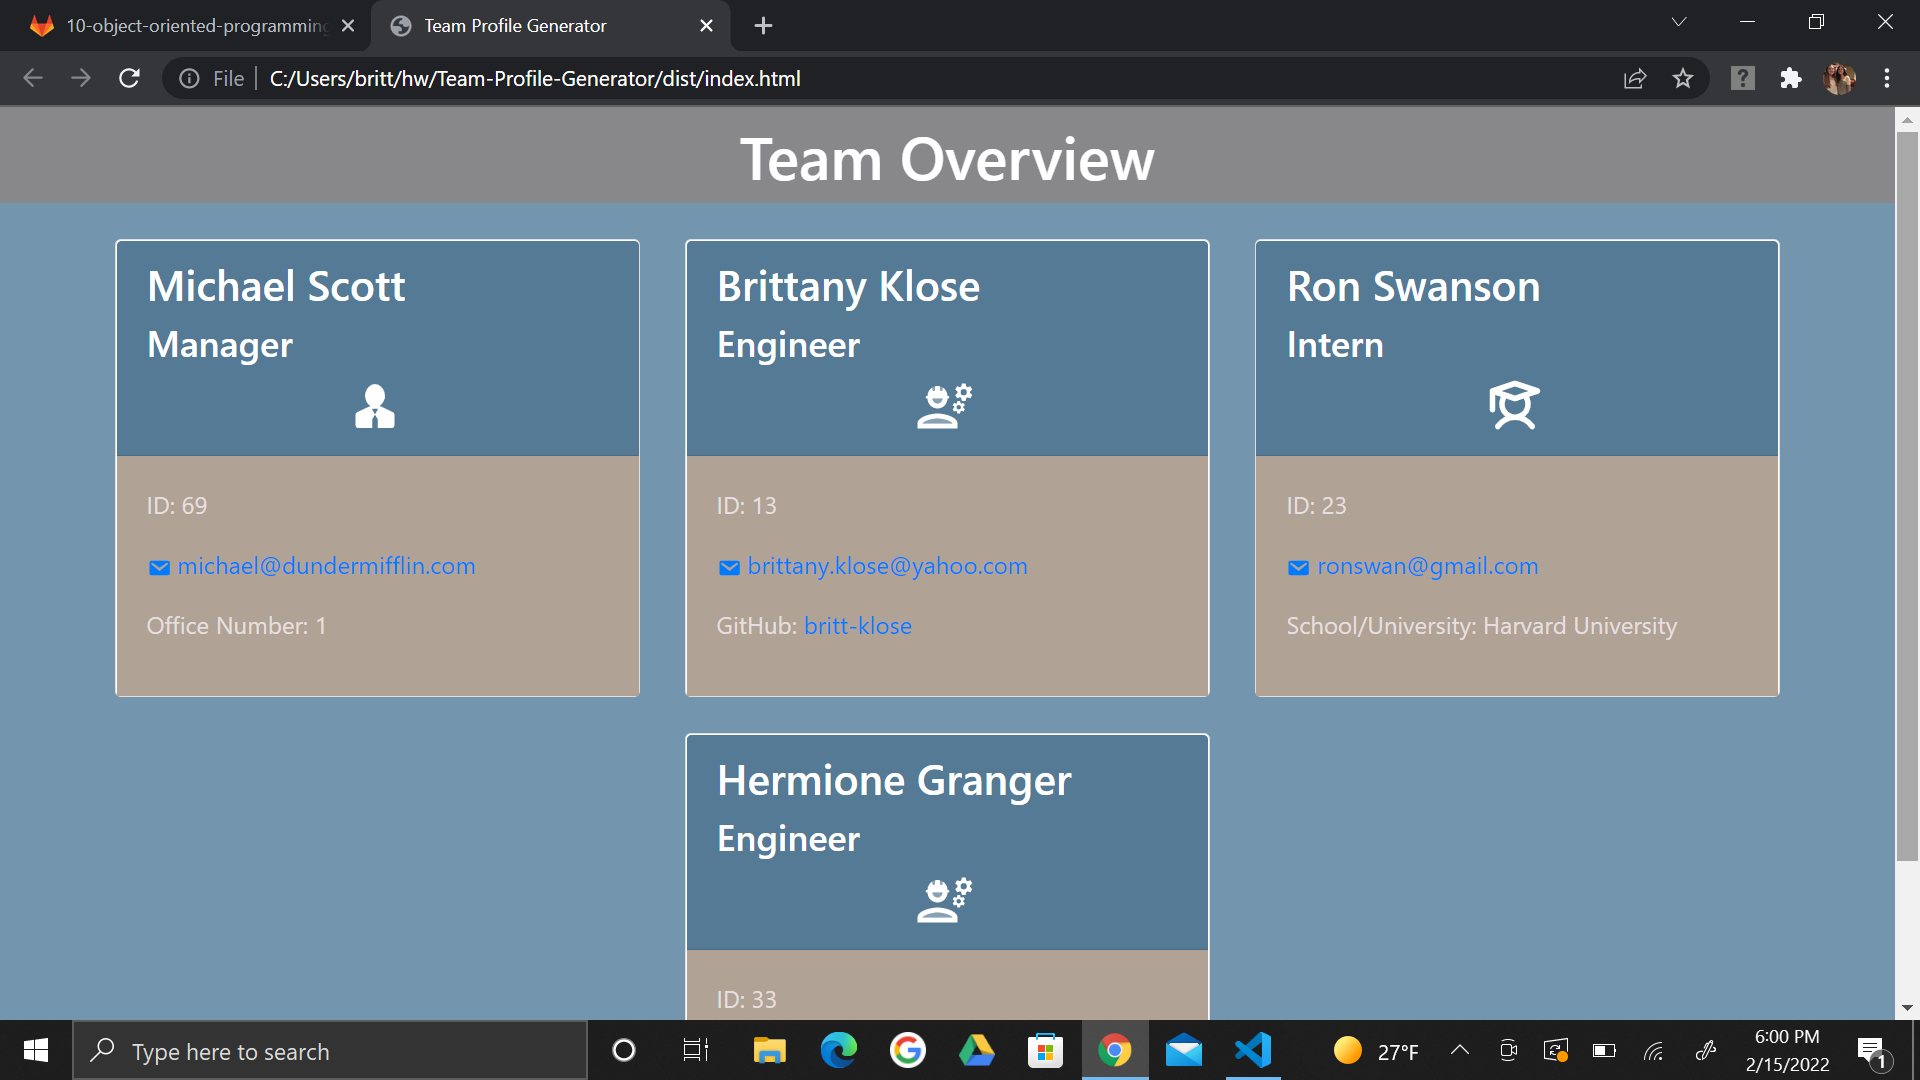 10-object-oriented-programming
Team Profile Generator
File
C:/Users/britt/hw/Team-Profile-Generator/dist/index.html
Team Overview
Michael Scott
Manager
ID: 69
michael@dundermifflin.com
Office Number: 1
Brittany Klose
Engineer
ID: 13
brittany.klose@yahoo.com
GitHub: britt-klose
Ron Swanson
Intern
ID: 23
ronswan@gmail.com
School/University: Harvard University
Hermione Granger
Engineer
ID: 33
Type here to search
27°F
6:00 PM
2/15/2022
1